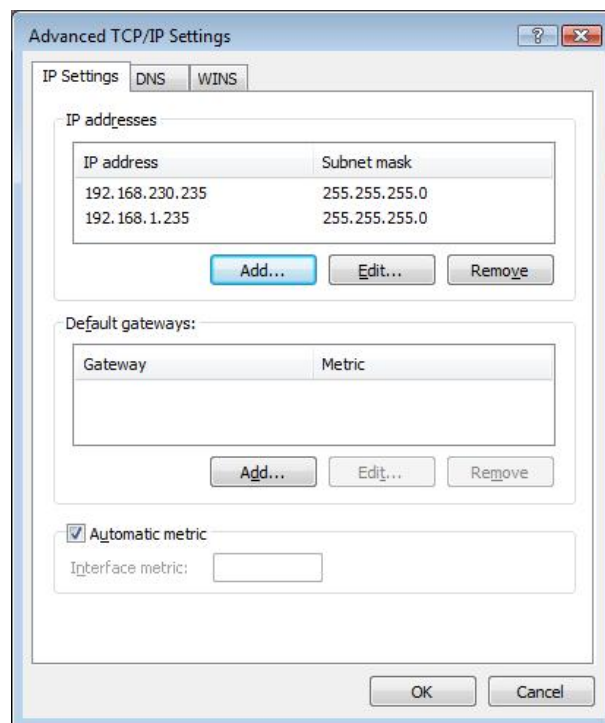 Advanced TCP/IP Settings
?
IP Settings DNS WINS
IP addresses
IP address Subnet mask
192.168.230.235 255.255.255.0
192.168.1.235 255.255.255.0
Add... Edit... Remove
Default gateways:
Gateway Metric
Add... Edit... Remove
Automatic metric
Interface metric:
OK Cancel